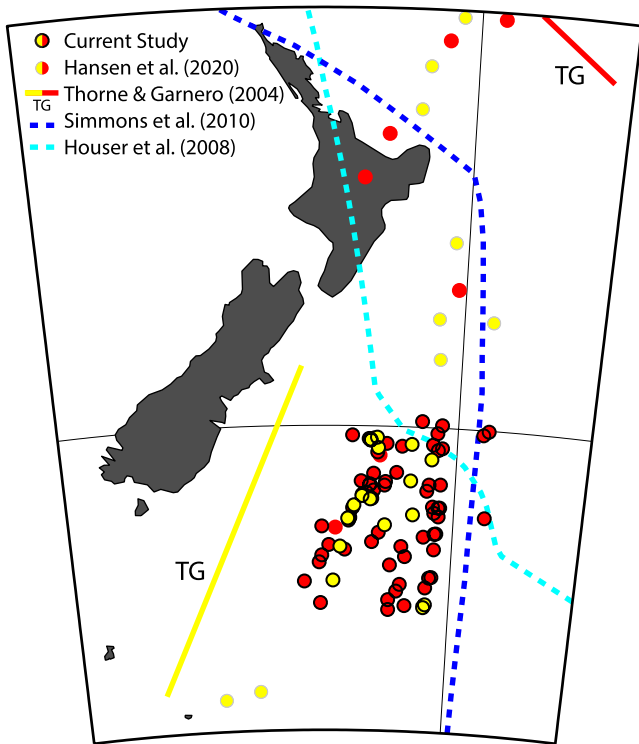 Current Study
Hansen et al. (2020)
TG Thorne & Garnero (2004)
Simmons et al. (2010)
Houser et al. (2008)
TG
TG